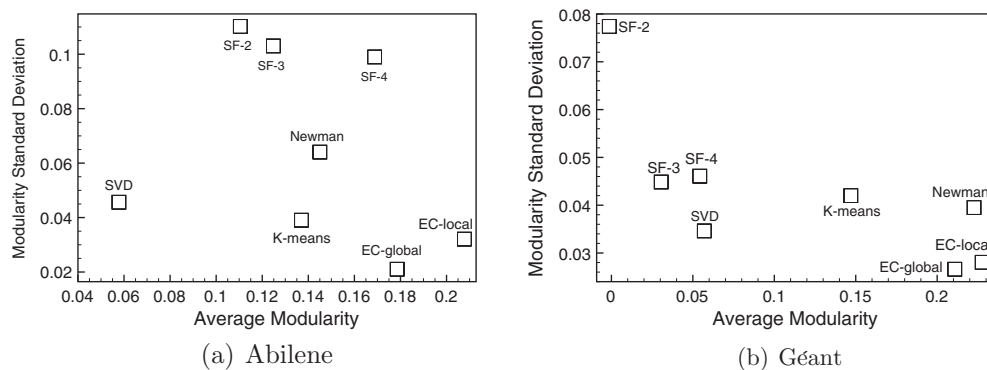 Modularity Standard Deviation
0.1
0.08
0.06
0.04
0.02
SF-2
SF-3
SF-4
Newman
SVD
K-means
EC-local
EC-global
0.04 0.06 0.08 0.1 0.12 0.14 0.16 0.18 0.2
Average Modularity
(a) Abilene
Modularity Standard Deviation
0.08
0.07
0.06
0.05
0.04
0.03
SF-2
SF-4
SF-3
SVD
K-means
Newman
EC-local
EC-global
0 0.05 0.1 0.15 0.2
Average Modularity
(b) Géant